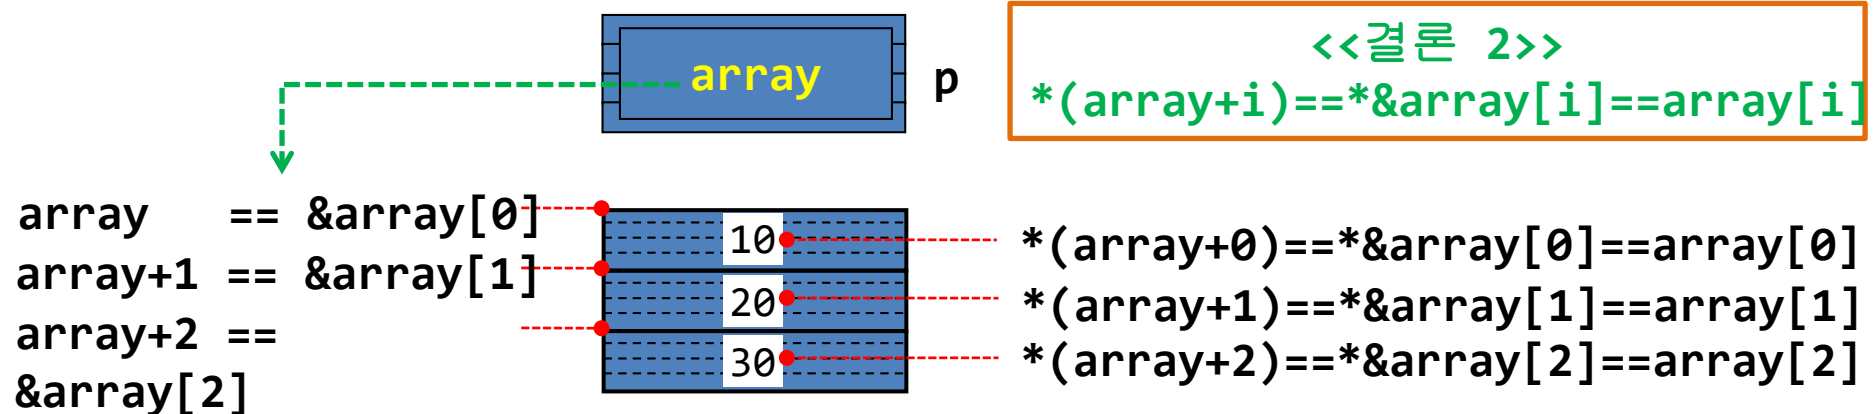 array p
<<결론 2>>
*(array+i)==*&array[i]==array[i]
array == &array[0]
array+1 == &array[1]
array+2 ==
&array[2]
10
20
30
*(array+0)==*&array[0]==array[0]
*(array+1)==*&array[1]==array[1]
*(array+2)==*&array[2]==array[2]